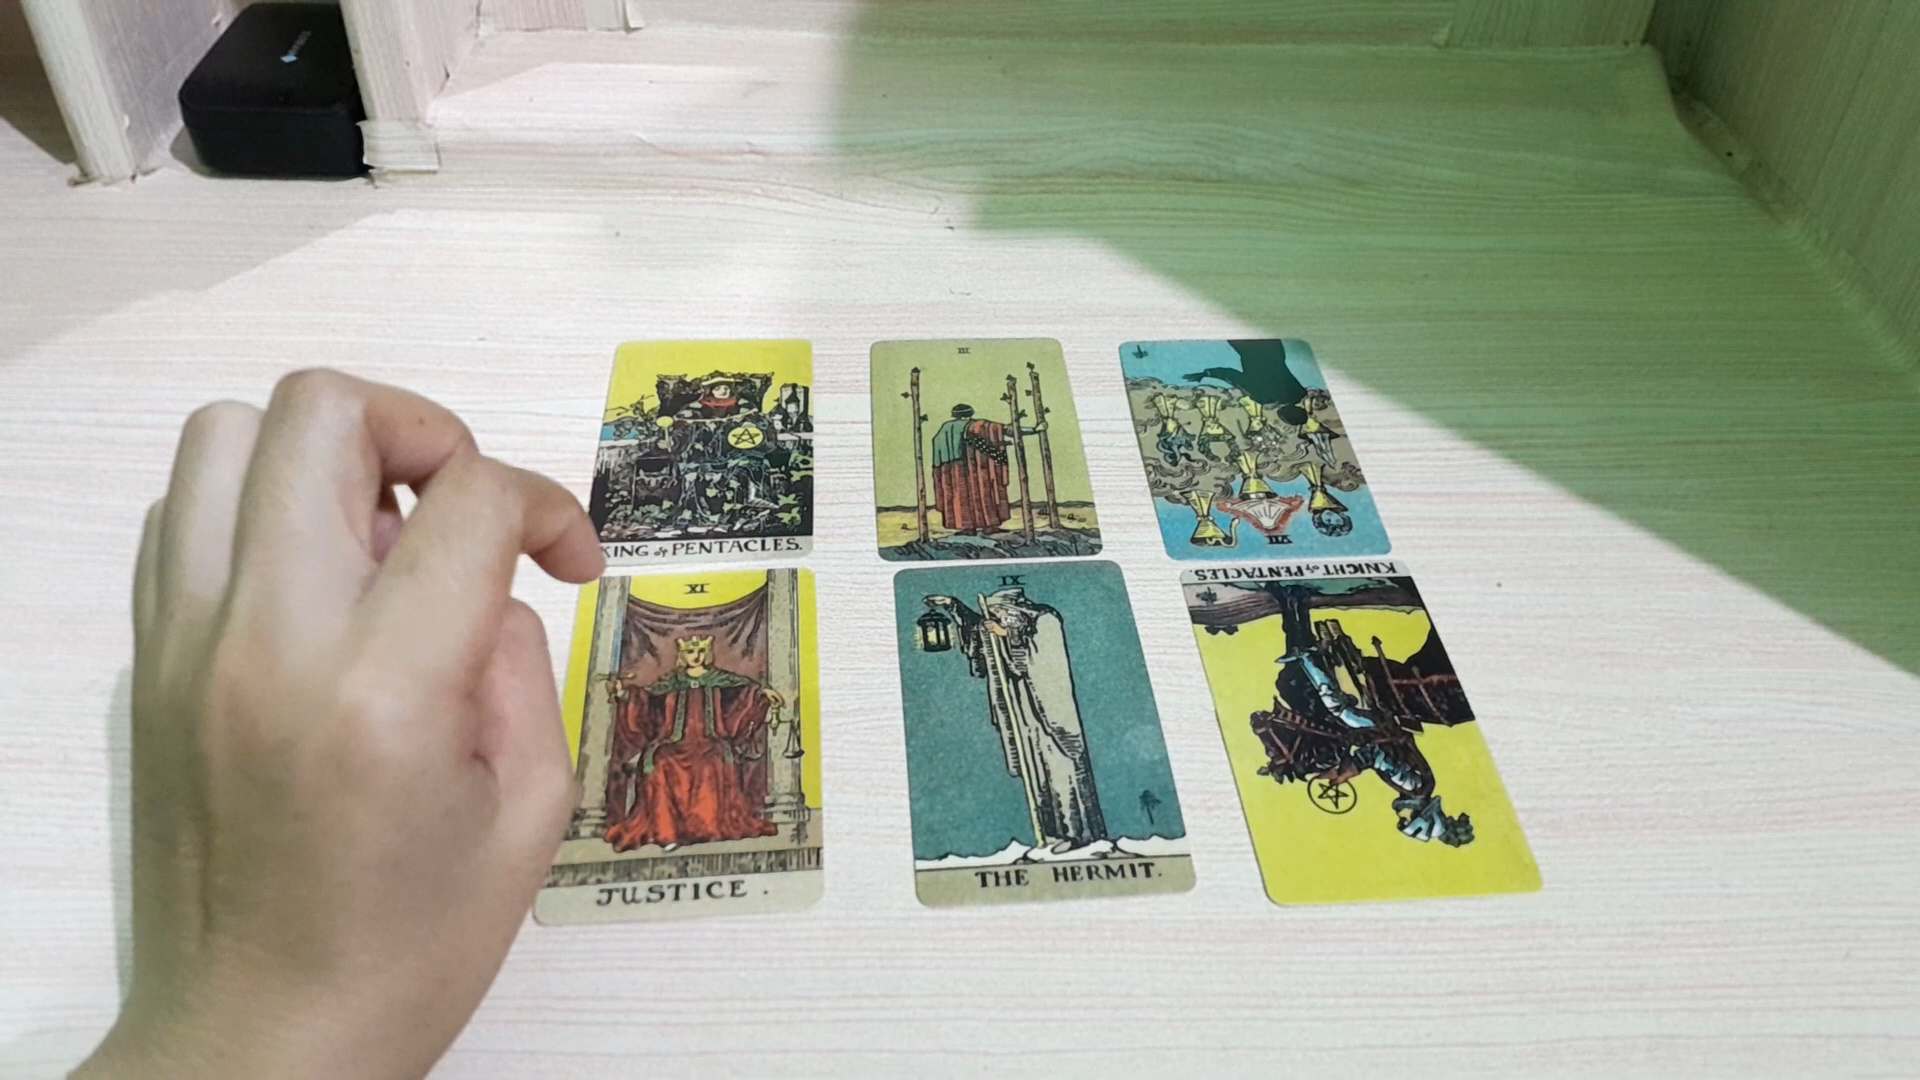 KING of PENTACLES.
III
VII
XI
JUSTICE .
IX
THE HERMIT.
KNIGHT of PENTACLES.